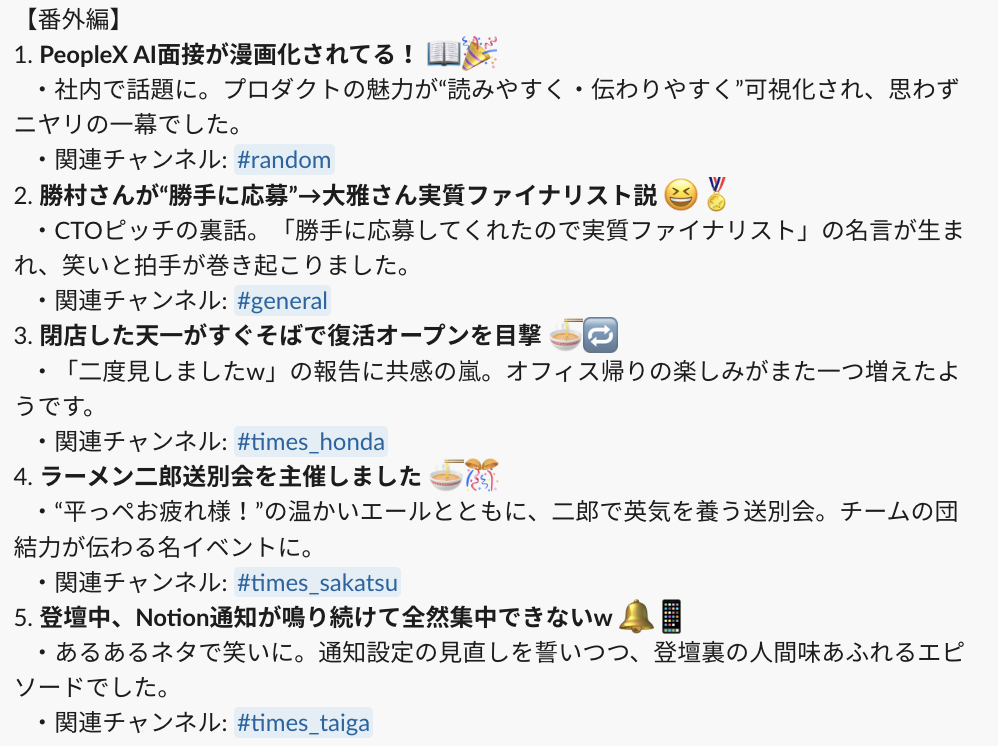 【番外編】
1. PeopleX AI面接が漫画化されてる！ 📖🎉
・社内で話題に。プロダクトの魅力が“読みやすく・伝わりやすく”可視化され、思わず
ニヤリの一幕でした。
・関連チャンネル: #random
2. 勝村さんが“勝手に応募”→大雅さん実質ファイナリスト説 😆🏅
・CTOピッチの裏話。「勝手に応募してくれたので実質ファイナリスト」の名言が生ま
れ、笑いと拍手が巻き起こりました。
・関連チャンネル: #general
3. 閉店した天一がすぐそばで復活オープンを目撃 🍜🔁
・「二度見しましたw」の報告に共感の嵐。オフィス帰りの楽しみがまた一つ増えたよ
うです。
・関連チャンネル: #times_honda
4. ラーメン二郎送別会を主催しました 🍜🎊
・“平っぺお疲れ様！”の温かいエールとともに、二郎で英気を養う送別会。チームの団
結力が伝わる名イベントに。
・関連チャンネル: #times_sakatsu
5. 登壇中、Notion通知が鳴り続けて全然集中できないw 🔔📱
・あるあるネタで笑いに。通知設定の見直しを誓いつつ、登壇裏の人間味あふれるエピ
ソードでした。
・関連チャンネル: #times_taiga